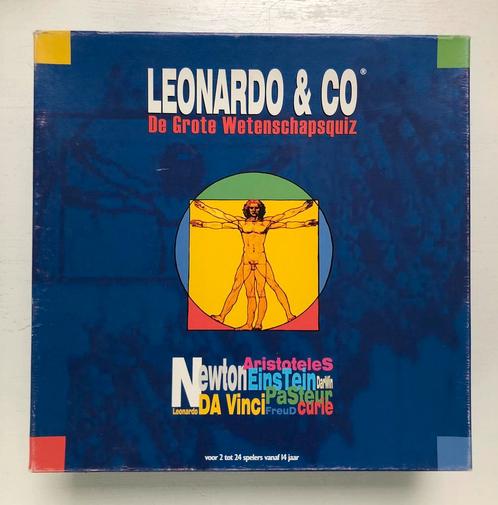 LEONARDO & CO®
De Grote Wetenschapsquiz
AristoteleS
Newton EinsTein DarWin
PaSteur
Leonardo DA Vinci FreuD curie
voor 2 tot 24 spelers vanaf 14 jaar